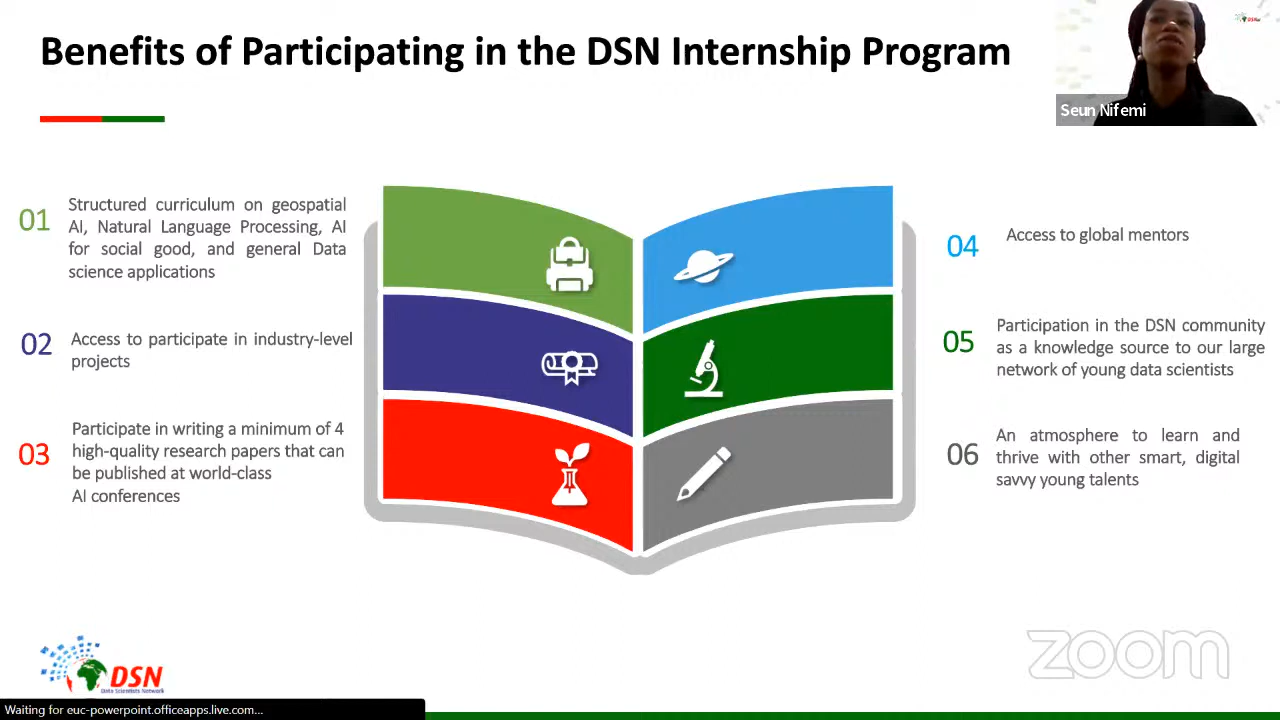 Benefits of Participating in the DSN Internship Program
DSN
Seun Nifemi
01
Structured curriculum on geospatial
AI, Natural Language Processing, AI
for social good, and general Data
science applications
02
Access to participate in industry-level
projects
03
Participate in writing a minimum of 4
high-quality research papers that can
be published at world-class
AI conferences
04
Access to global mentors
05
Participation in the DSN community
as a knowledge source to our large
network of young data scientists
06
An atmosphere to learn and
thrive with other smart, digital
savvy young talents
DSN
Data Scientists Network
zoom
Waiting for euc-powerpoint.officeapps.live.com...